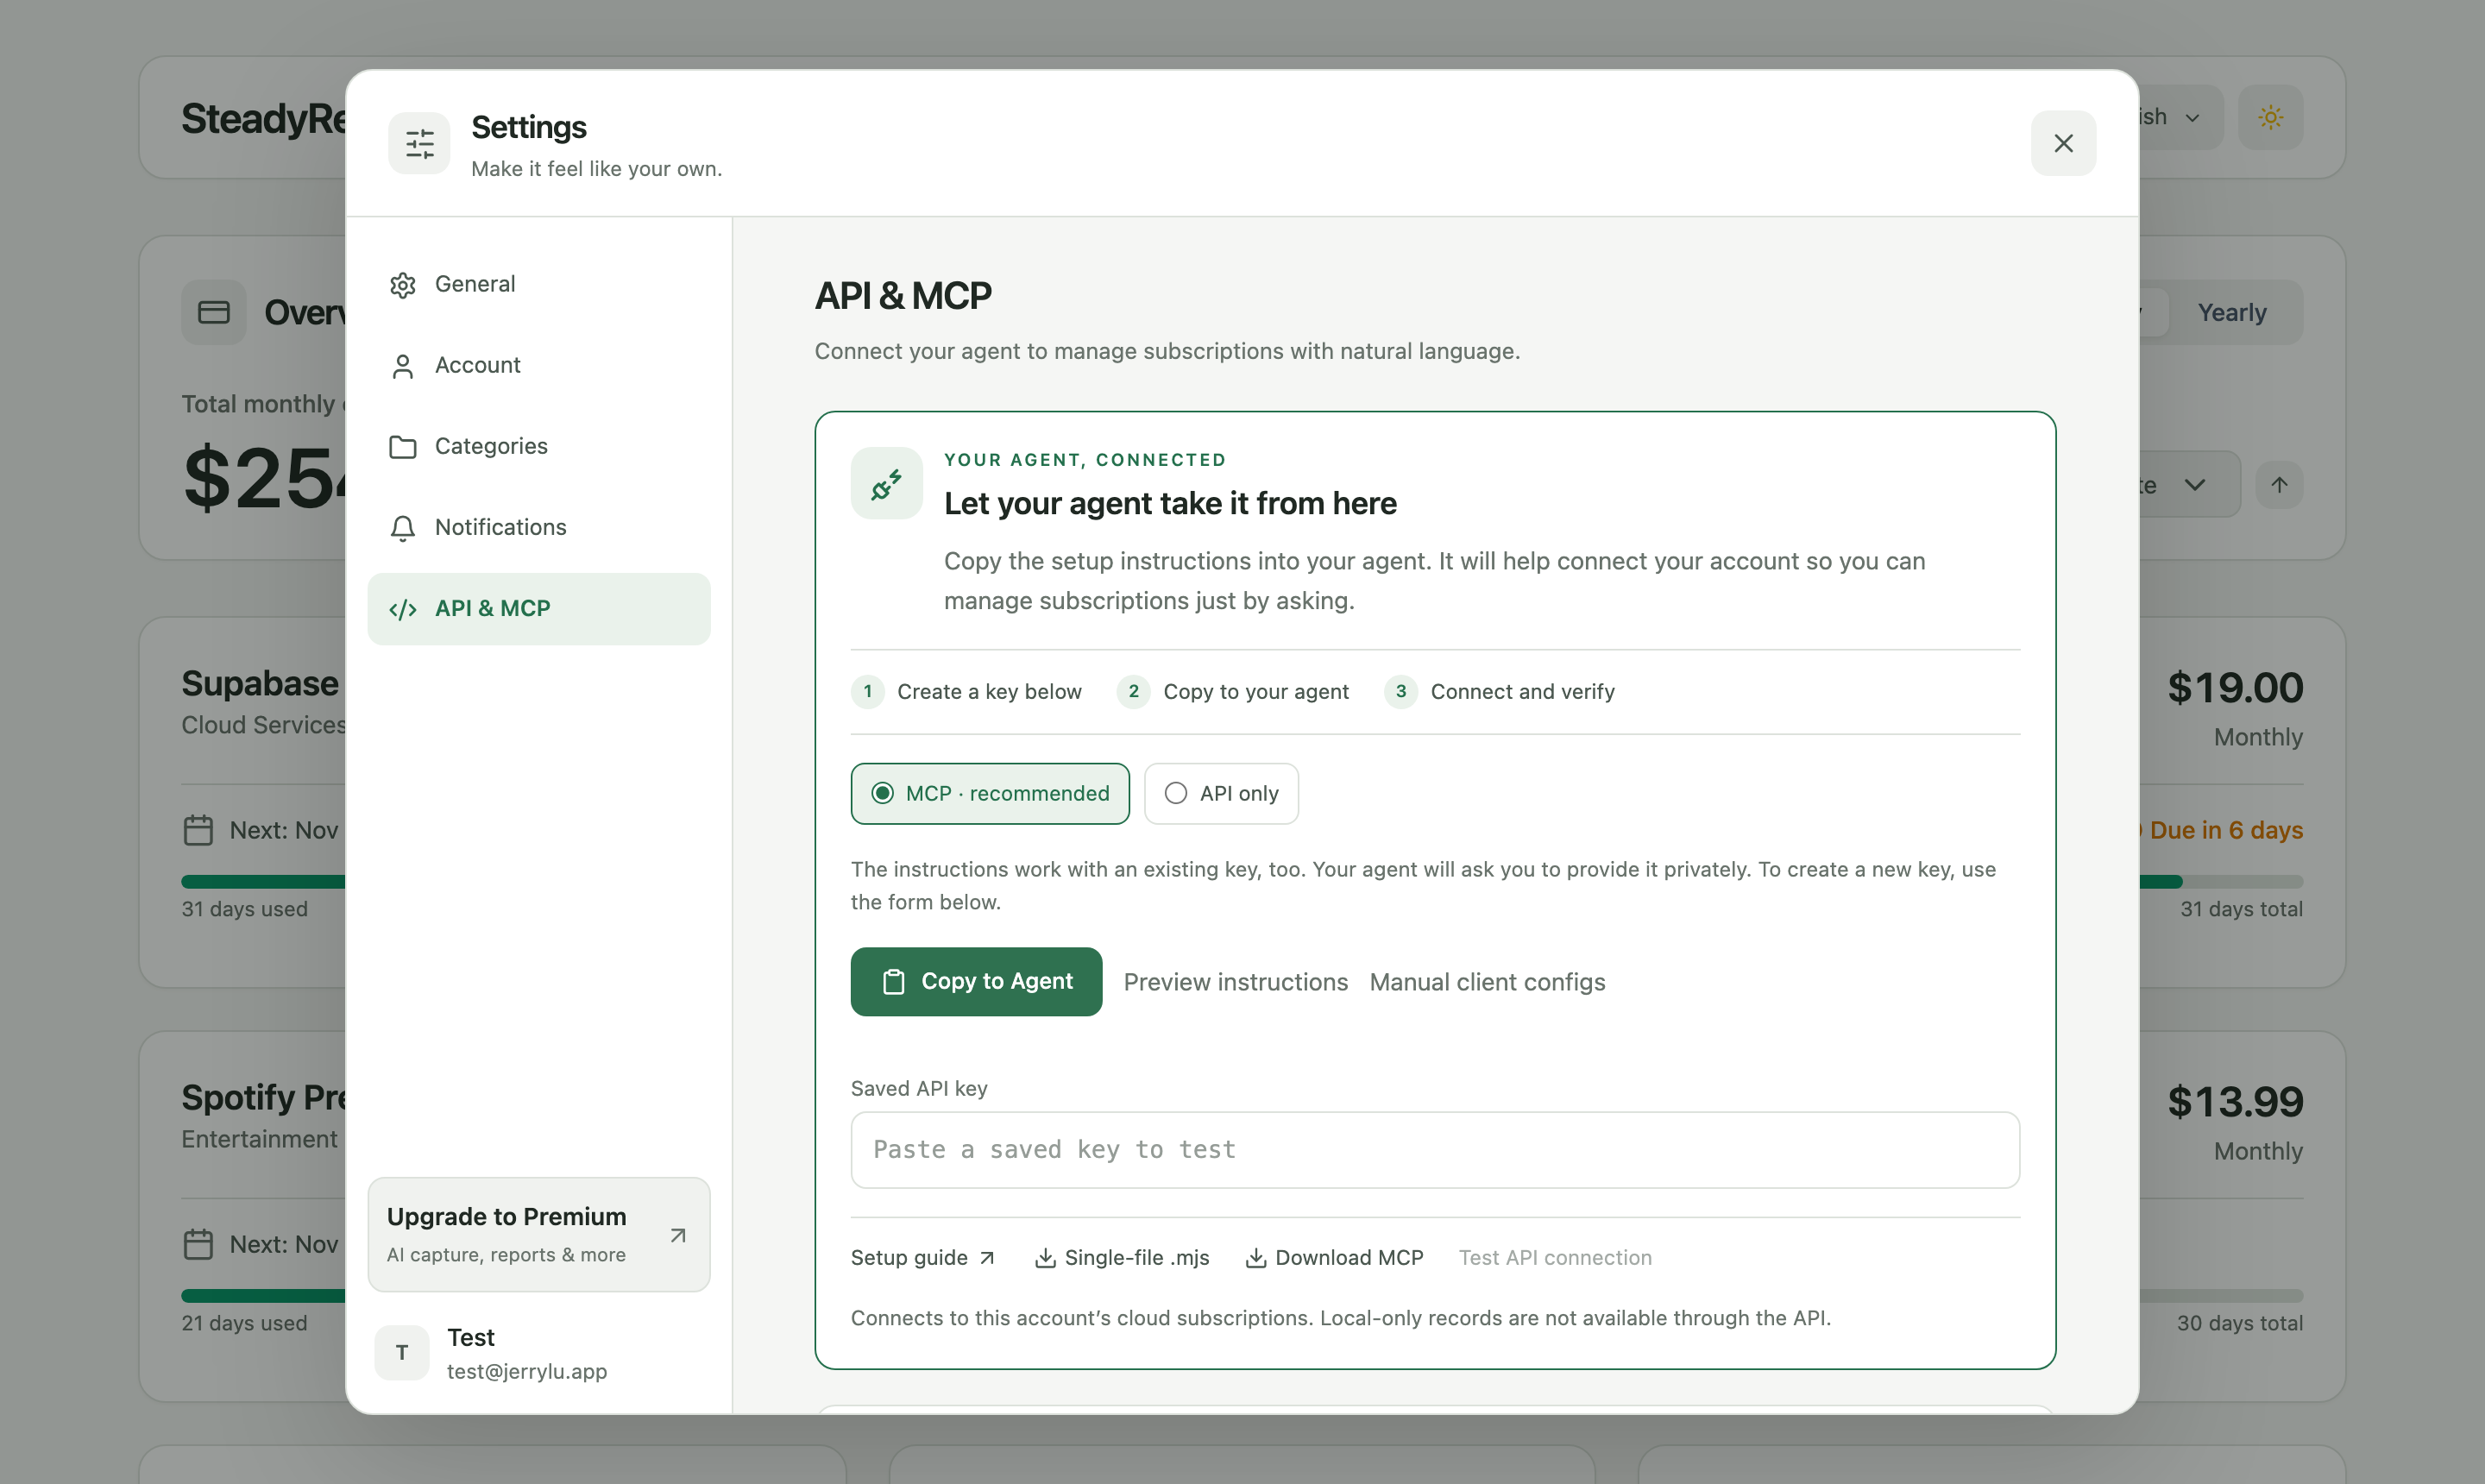 SteadyRe
ish
Settings
Make it feel like your own.
General
Account
Categories
Notifications
API & MCP
Upgrade to Premium
AI capture, reports & more
T
Test
test@jerrylu.app
API & MCP
Connect your agent to manage subscriptions with natural language.
YOUR AGENT, CONNECTED
Let your agent take it from here
Copy the setup instructions into your agent. It will help connect your account so you can
manage subscriptions just by asking.
1 Create a key below 2 Copy to your agent 3 Connect and verify
MCP · recommended API only
The instructions work with an existing key, too. Your agent will ask you to provide it privately. To create a new key, use
the form below.
Copy to Agent Preview instructions Manual client configs
Saved API key
Paste a saved key to test
Setup guide Single-file .mjs Download MCP Test API connection
Connects to this account’s cloud subscriptions. Local-only records are not available through the API.
Overv
Yearly
Total monthly
$254
te
Supabase
Cloud Services
$19.00
Monthly
Next: Nov
Due in 6 days
31 days used
31 days total
Spotify Pre
Entertainment
$13.99
Monthly
Next: Nov
21 days used
30 days total